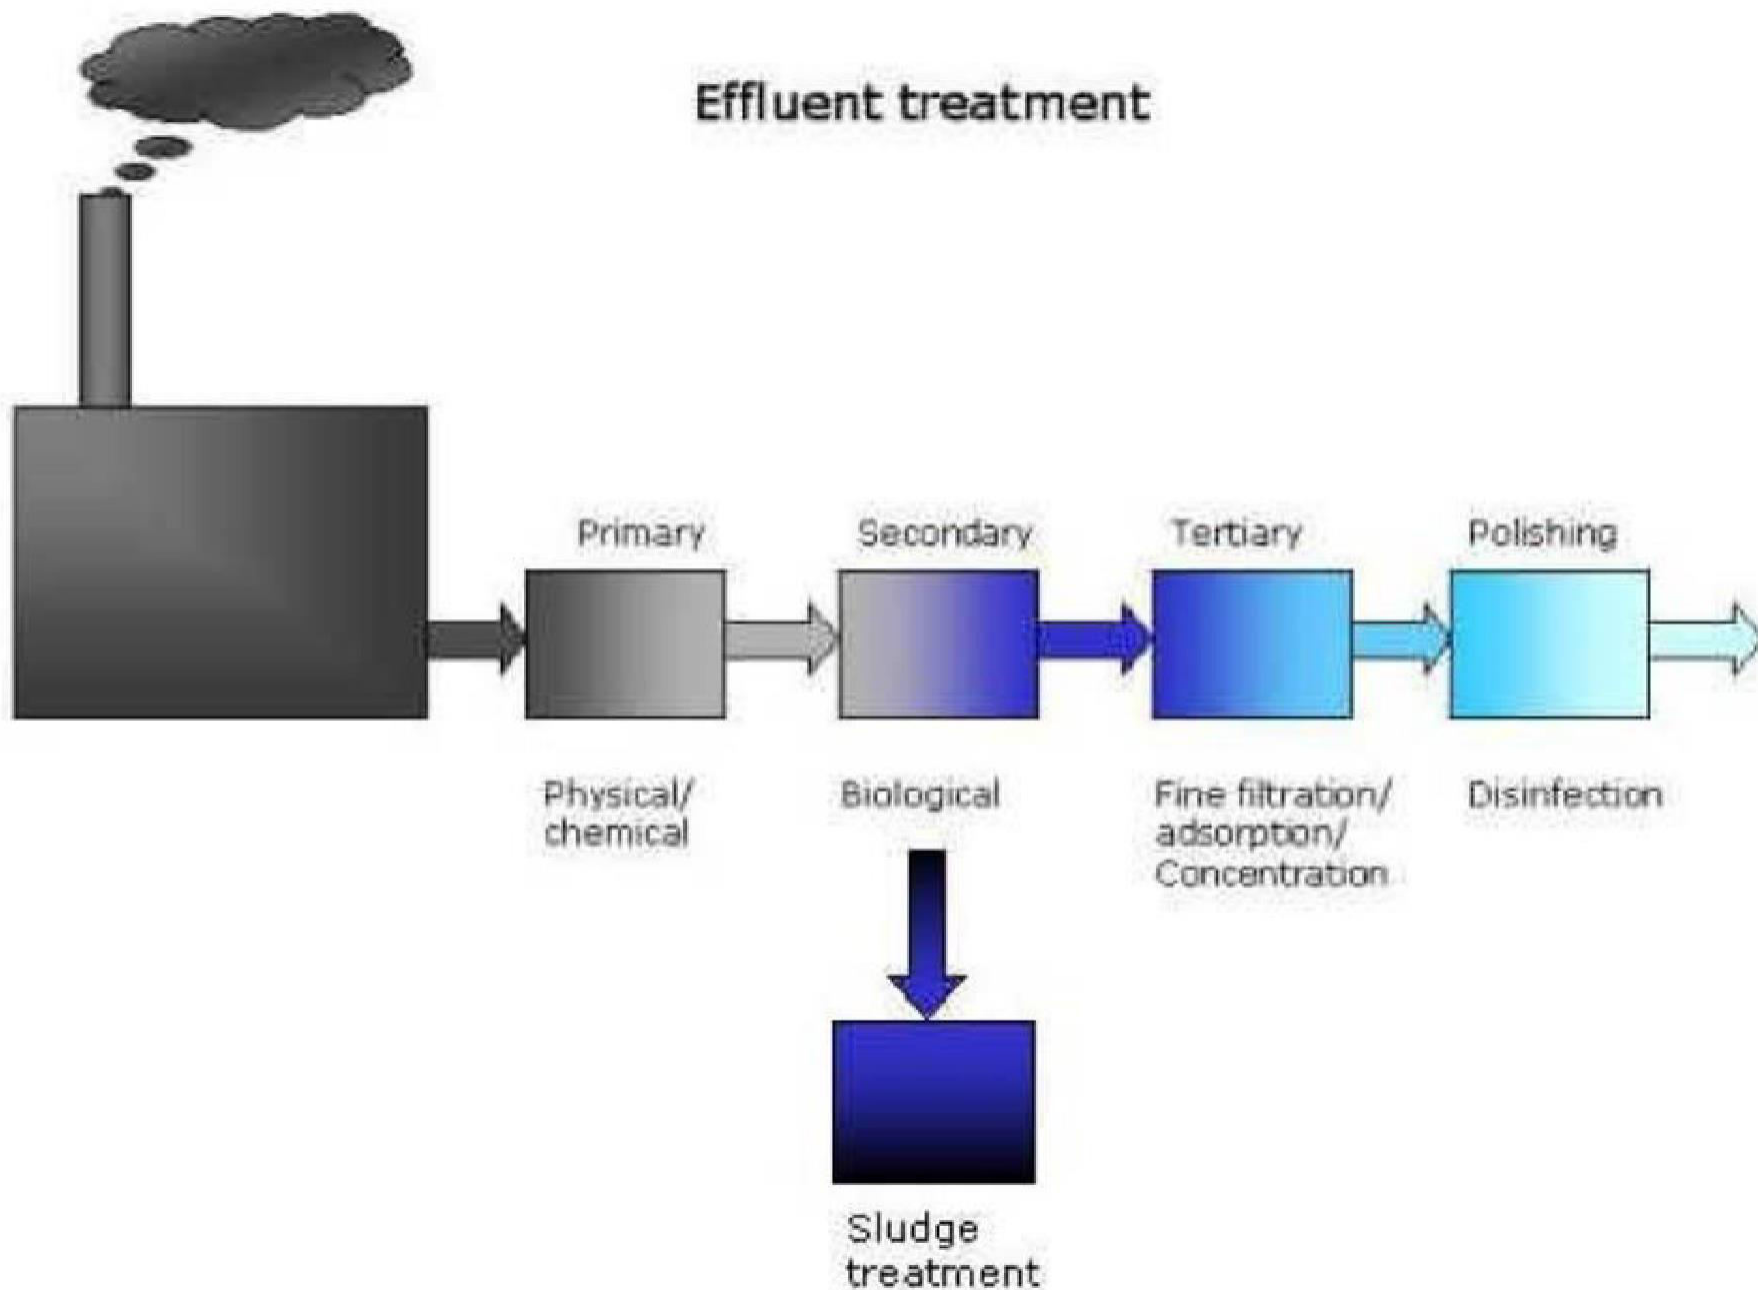 Effluent treatment
Primary
Secondary
Tertiary
Polishing
Physical/
chemical
Biological
Fine filtration/
adsorption/
Concentration
Disinfection
Sludge
treatment